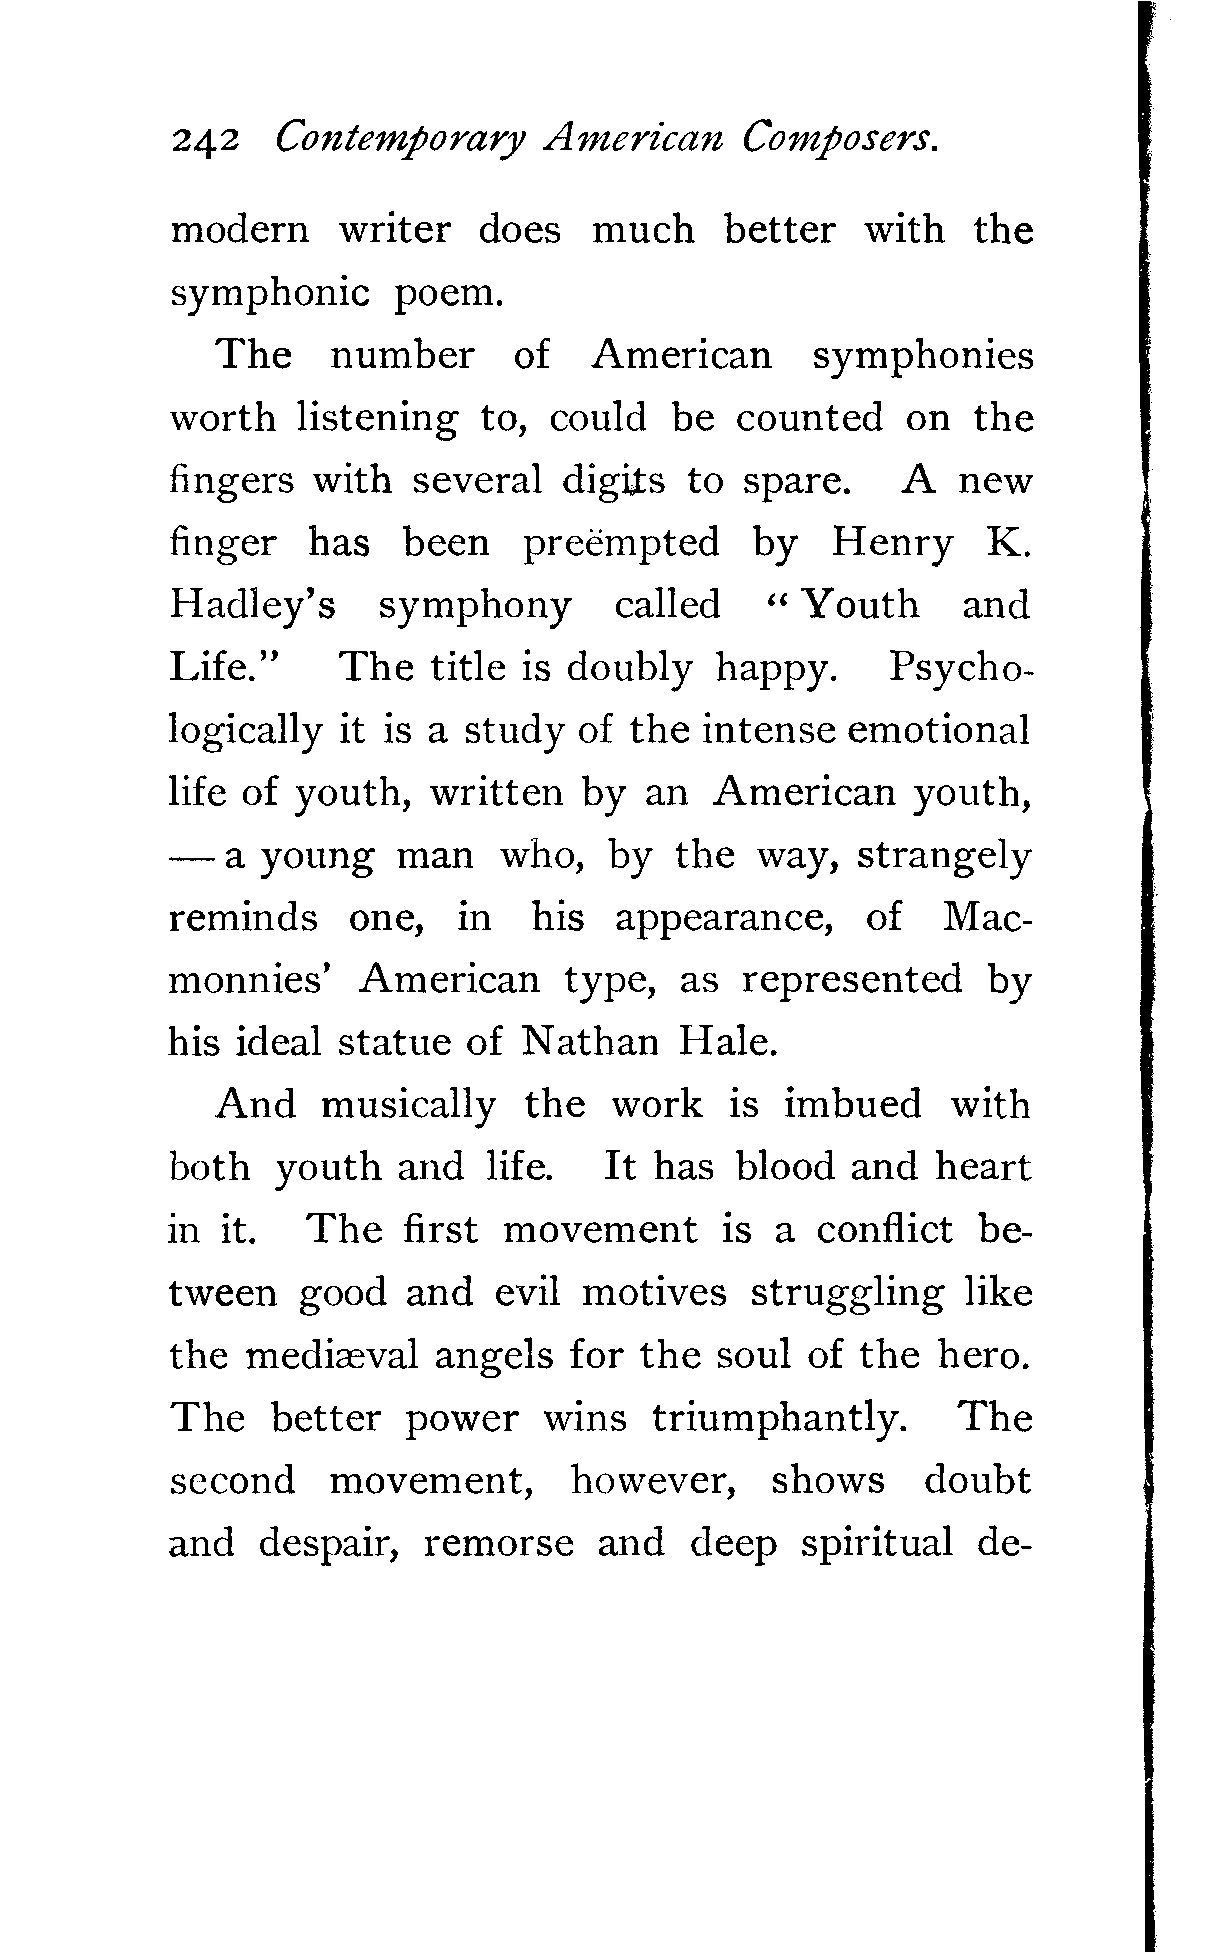 242 Contemporary American Composers.
modern writer does much better with the
symphonic poem.
The number of American symphonies
worth listening to, could be counted on the
fingers with several digits to spare. A new
finger has been preëmpted by Henry K.
Hadley's symphony called "Youth and
Life." The title is doubly happy. Psycho-
logically it is a study of the intense emotional
life of youth, written by an American youth,
— a young man who, by the way, strangely
reminds one, in his appearance, of Mac-
monnies' American type, as represented by
his ideal statue of Nathan Hale.
And musically the work is imbued with
both youth and life. It has blood and heart
in it. The first movement is a conflict be-
tween good and evil motives struggling like
the mediæval angels for the soul of the hero.
The better power wins triumphantly. The
second movement, however, shows doubt
and despair, remorse and deep spiritual de-